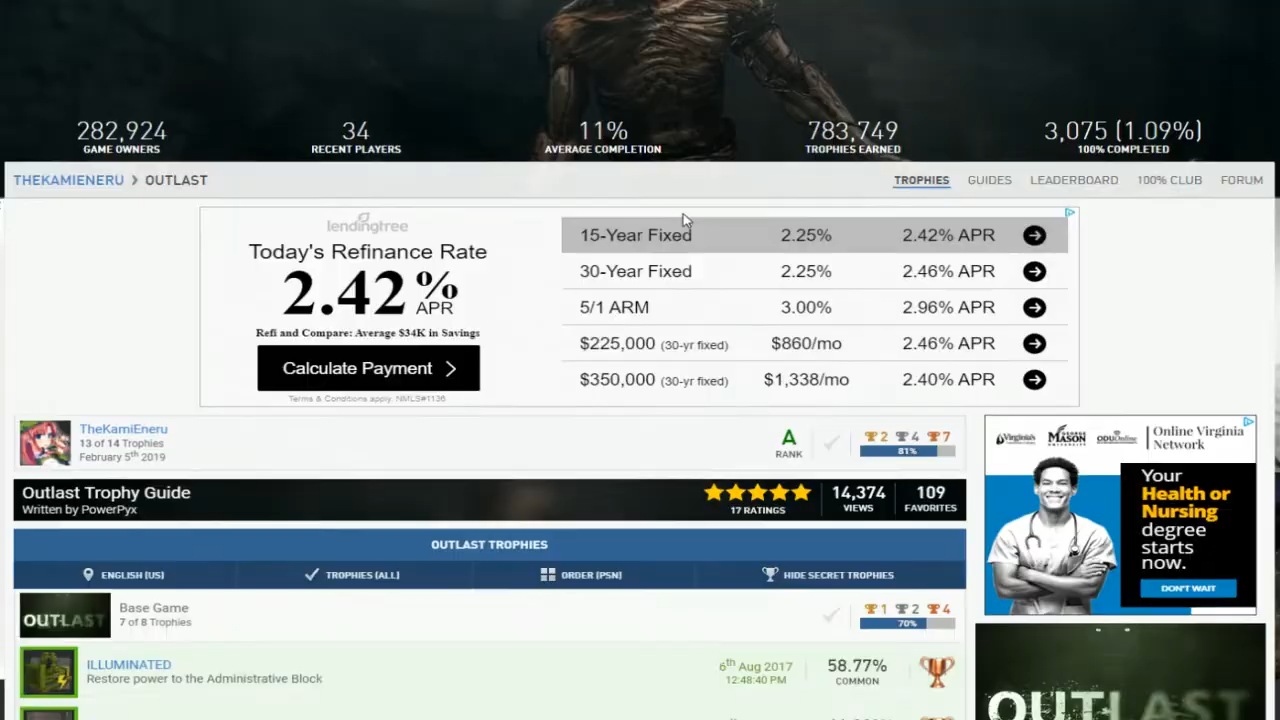 282,924
GAME OWNERS
34
RECENT PLAYERS
11%
AVERAGE COMPLETION
783,749
TROPHIES EARNED
3,075 (1.09%)
100% COMPLETED
THEKAMIENERU > OUTLAST
TROPHIES GUIDES LEADERBOARD 100% CLUB FORUM
lendingtree
Today's Refinance Rate
2.42% APR
Refi and Compare: Average $34K in Savings
Calculate Payment
Terms & Conditions apply. NMLS#1136
15-Year Fixed 2.25% 2.42% APR
30-Year Fixed 2.25% 2.46% APR
5/1 ARM 3.00% 2.96% APR
$225,000 (30-yr fixed) $860/mo 2.46% APR
$350,000 (30-yr fixed) $1,338/mo 2.40% APR
TheKamiEneru
13 of 14 Trophies
February 5th 2019
A
RANK
2 4 7
81%
Outlast Trophy Guide
Written by PowerPyx
17 RATINGS
14,374
VIEWS
109
FAVORITES
OUTLAST TROPHIES
ENGLISH (US) TROPHIES (ALL) ORDER (PSN) HIDE SECRET TROPHIES
OUTLAST
Base Game
7 of 8 Trophies
1 2 4
70%
ILLUMINATED
Restore power to the Administrative Block
6th Aug 2017
12:48:40 PM
58.77%
COMMON
Virginia's
GEORGE
MASON
UNIVERSITY
ODUOnline
Online Virginia
Network
Your
Health or
Nursing
degree
starts
now.
DON'T WAIT
OUTLAST